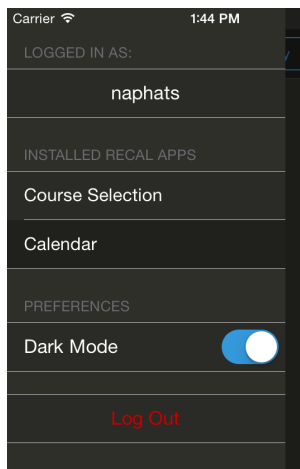 Carrier 1:44 PM
LOGGED IN AS:
naphats
INSTALLED RECAL APPS
Course Selection
Calendar
PREFERENCES
Dark Mode
Log Out